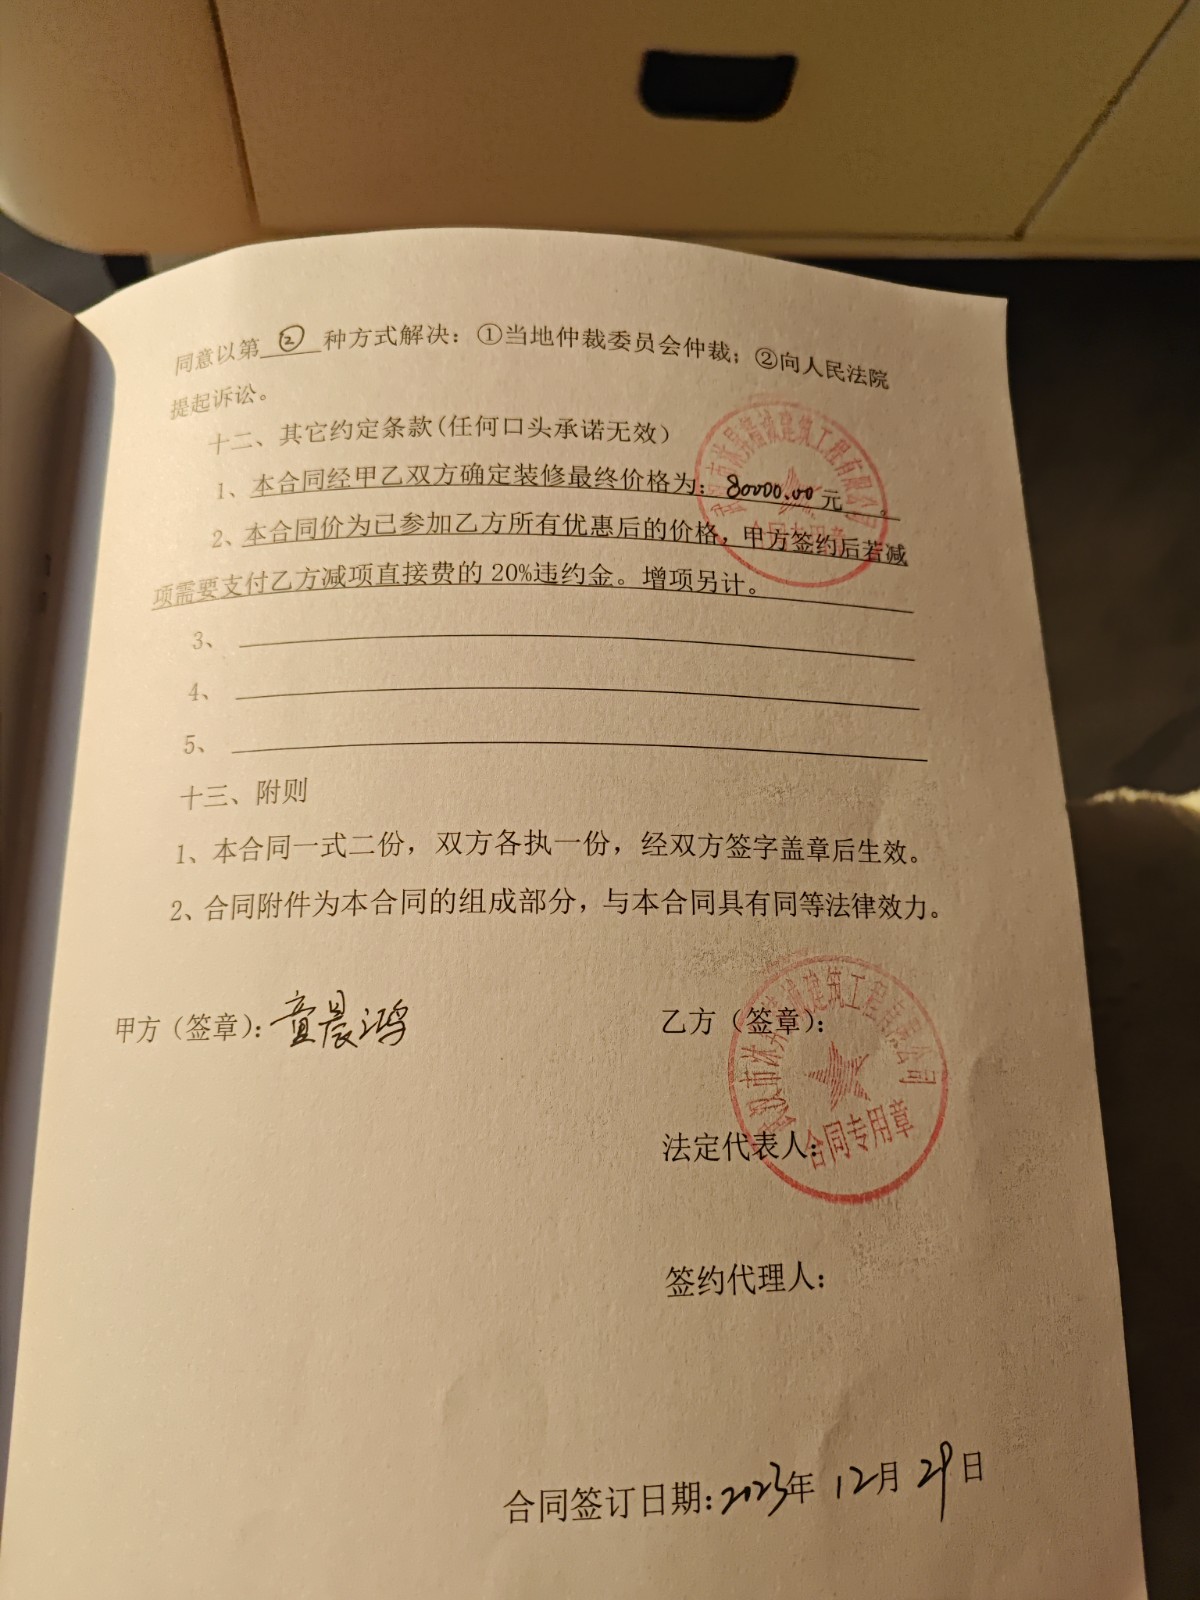 同意以第 ② 种方式解决：①当地仲裁委员会仲裁；②向人民法院
提起诉讼。
十二、其它约定条款(任何口头承诺无效)
1、本合同经甲乙双方确定装修最终价格为：80000.00元。
2、本合同价为已参加乙方所有优惠后的价格，甲方签约后若减
项需要支付乙方减项直接费的 20%违约金。增项另计。
3、
4、
5、
十三、附则
1、本合同一式二份，双方各执一份，经双方签字盖章后生效。
2、合同附件为本合同的组成部分，与本合同具有同等法律效力。
甲方（签章）：童晨鸿
乙方（签章）：
建筑工程有限公司
法定代表人：
合同专用章
签约代理人：
合同签订日期：2023年 12月 29日